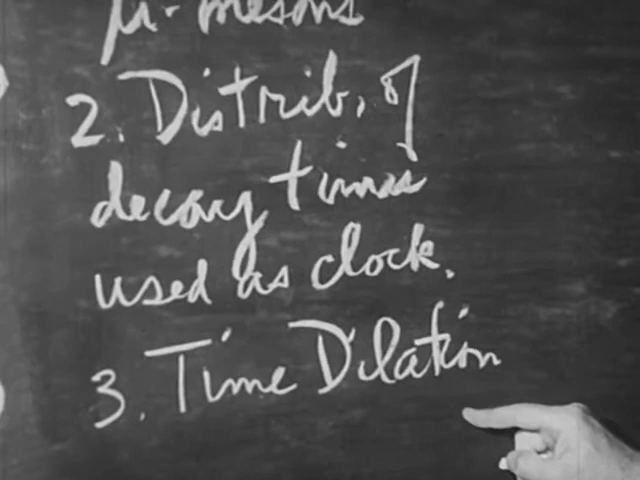 μ-mesons
2. Distrib. of
decay times
used as clock.
3. Time Dilation